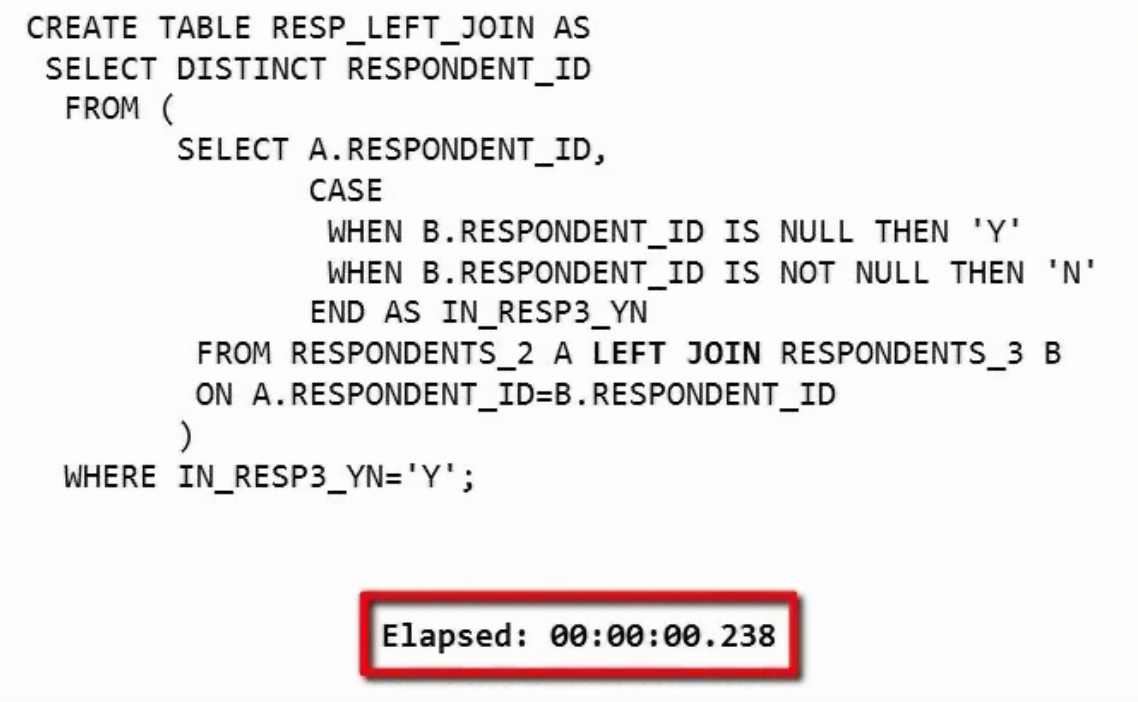 CREATE TABLE RESP_LEFT_JOIN AS
SELECT DISTINCT RESPONDENT_ID
FROM (
SELECT A.RESPONDENT_ID,
CASE
WHEN B.RESPONDENT_ID IS NULL THEN 'Y'
WHEN B.RESPONDENT_ID IS NOT NULL THEN 'N'
END AS IN_RESP3_YN
FROM RESPONDENTS_2 A LEFT JOIN RESPONDENTS_3 B
ON A.RESPONDENT_ID=B.RESPONDENT_ID
)
WHERE IN_RESP3_YN='Y';
Elapsed: 00:00:00.238